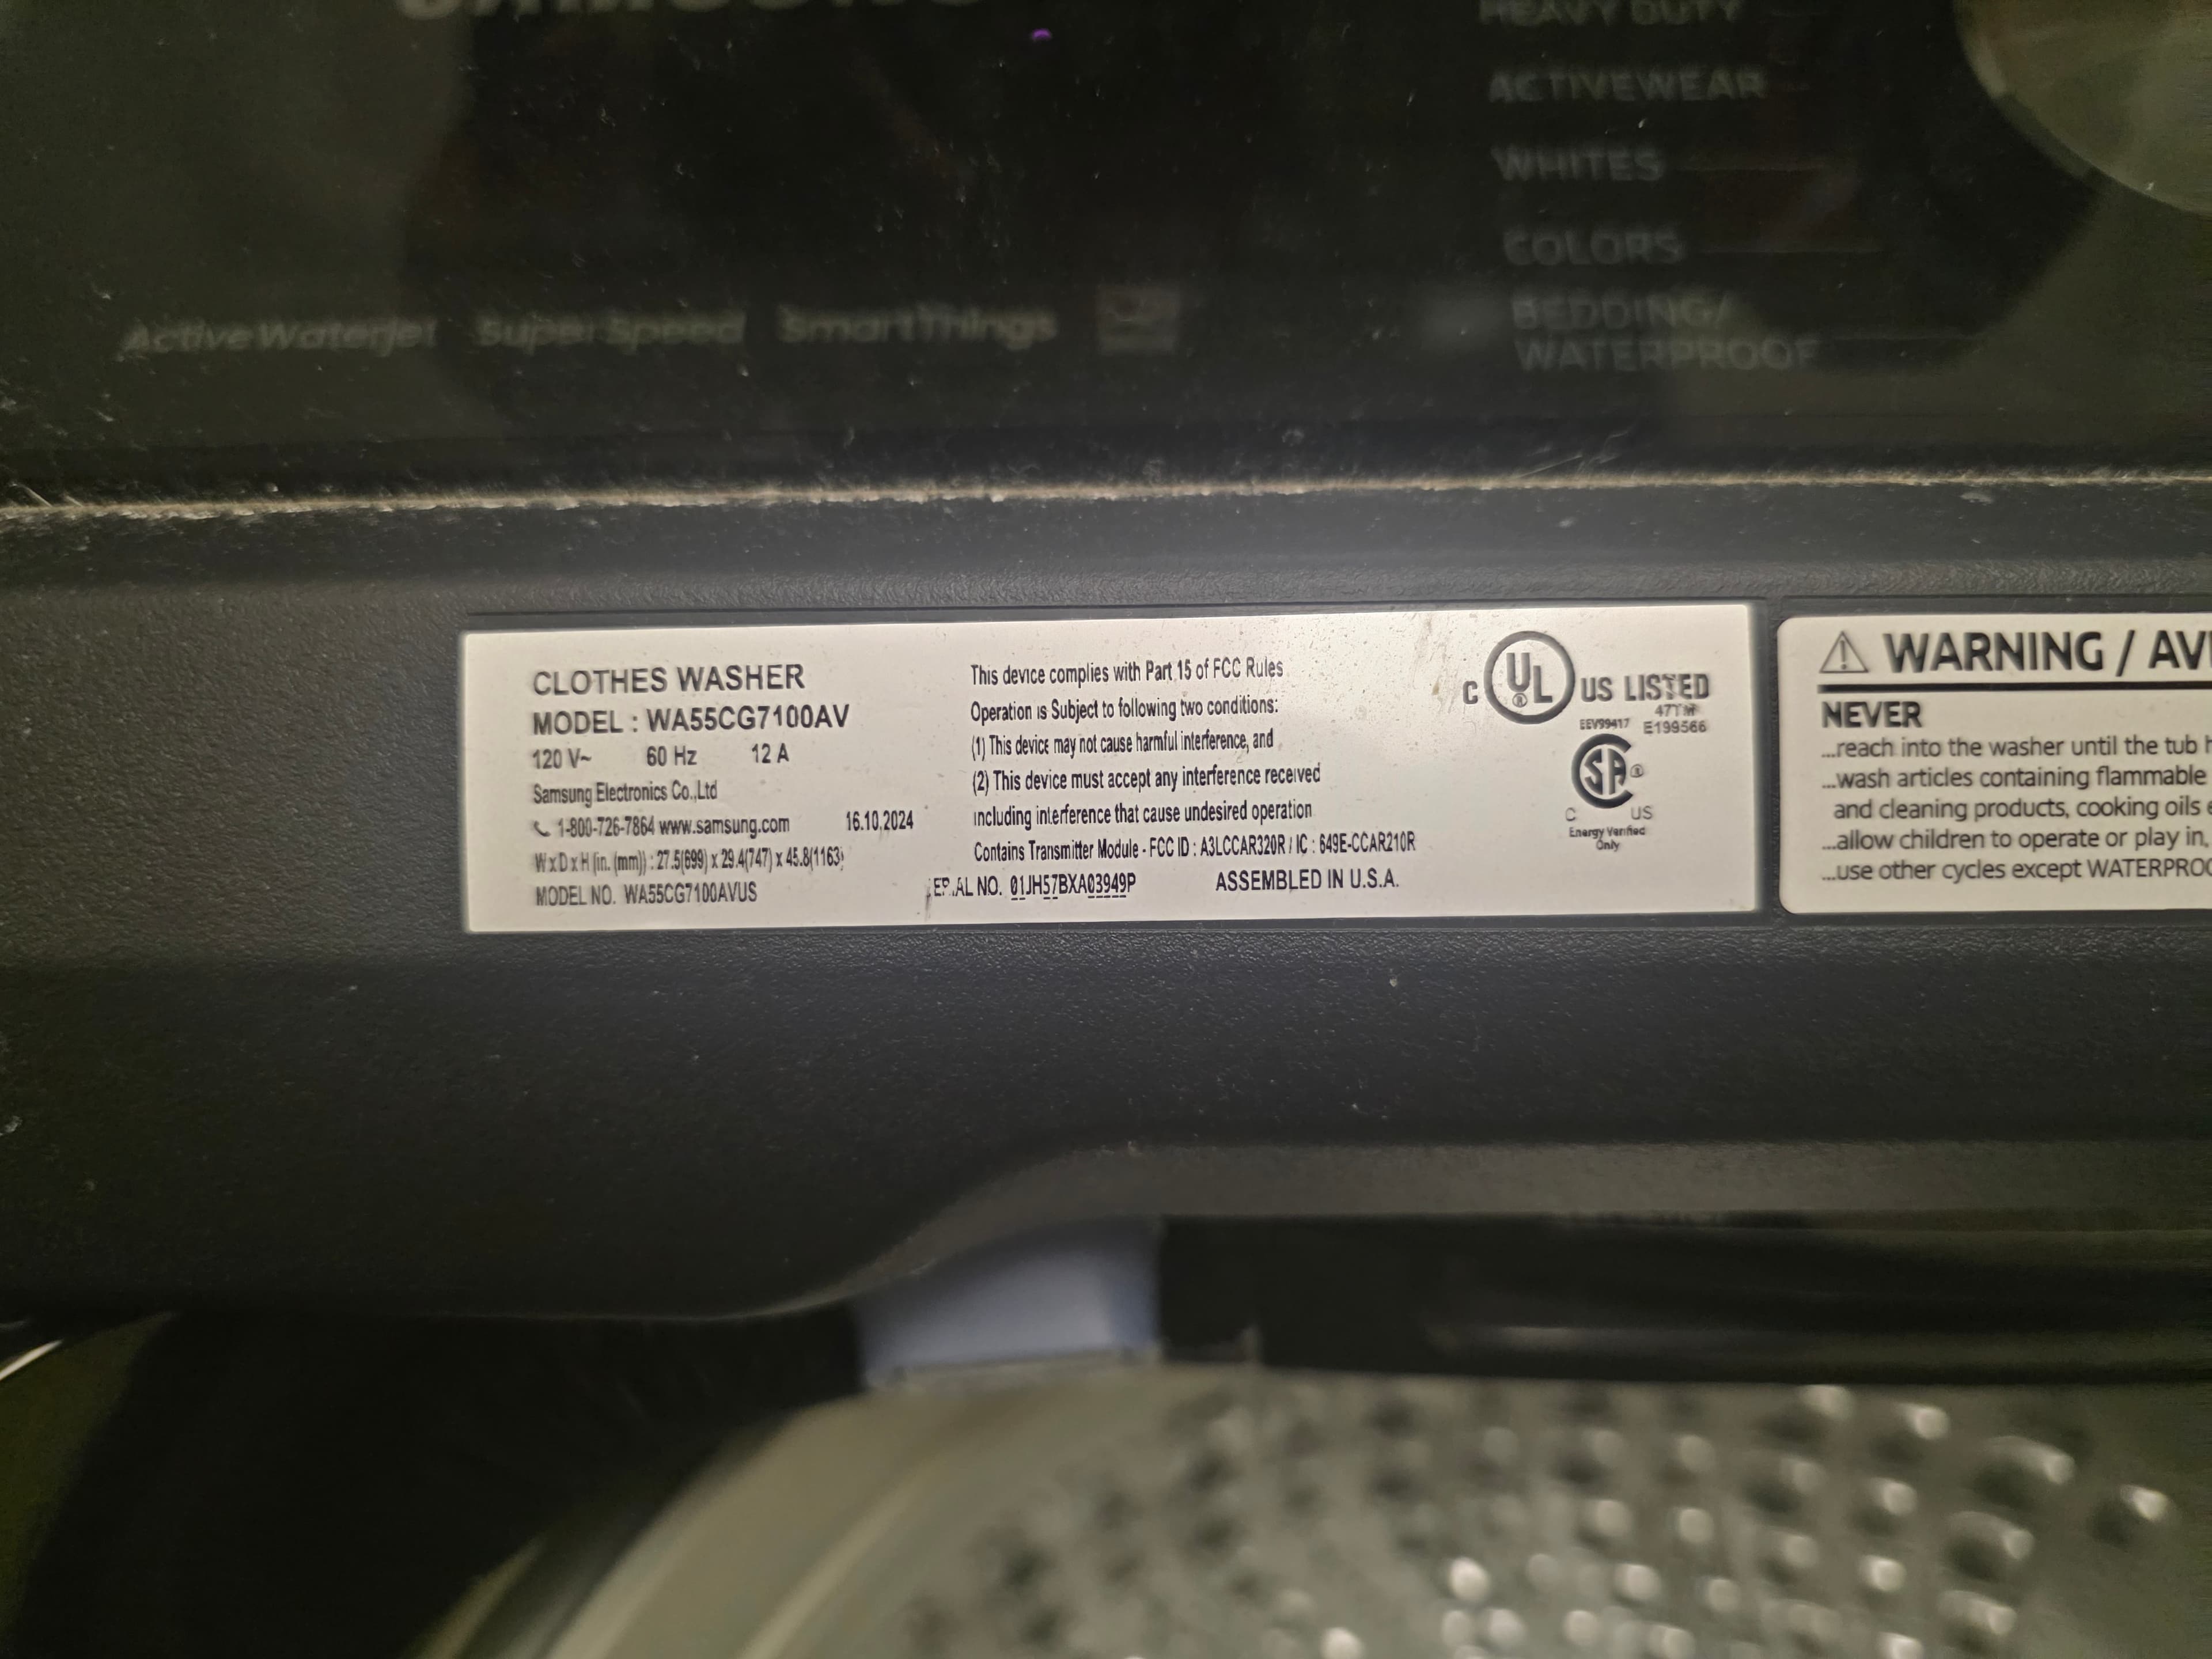 HEAVY DUTY
ACTIVEWEAR
WHITES
COLORS
BEDDING/
WATERPROOF
ActiveWaterjet Super Speed SmartThings
CLOTHES WASHER
MODEL : WA55CG7100AV
120 V~ 60 Hz 12 A
Samsung Electronics Co.,Ltd
1-800-726-7864 www.samsung.com 16.10.2024
W x D x H (in. (mm)) : 27.5(699) x 29.4(747) x 45.8(1163)
MODEL NO. WA55CG7100AVUS
This device complies with Part 15 of FCC Rules
Operation is Subject to following two conditions:
(1) This device may not cause harmful interference, and
(2) This device must accept any interference received
including interference that cause undesired operation
Contains Transmitter Module - FCC ID : A3LCCAR320R / IC : 649E-CCAR210R
SERIAL NO. 01JH57BXA03949P ASSEMBLED IN U.S.A.
C UL ® US LISTED
47TM
EEV99417 E199566
SA ®
C US
Energy Verified
Only
⚠ WARNING / AV
NEVER
...reach into the washer until the tub h
...wash articles containing flammable
and cleaning products, cooking oils
...allow children to operate or play in,
...use other cycles except WATERPROO